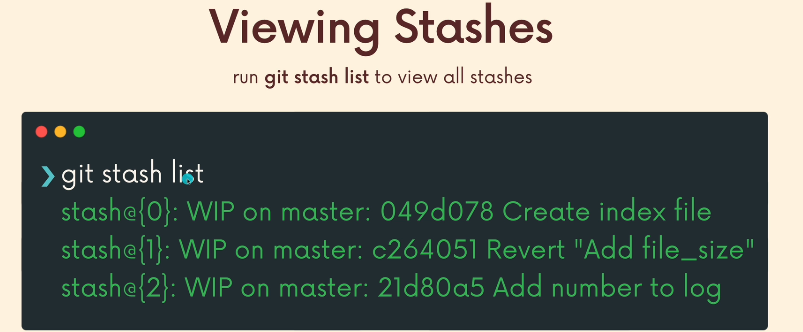 Viewing Stashes
run git stash list to view all stashes
❯ git stash list
stash@{0}: WIP on master: 049d078 Create index file
stash@{1}: WIP on master: c264051 Revert "Add file_size"
stash@{2}: WIP on master: 21d80a5 Add number to log